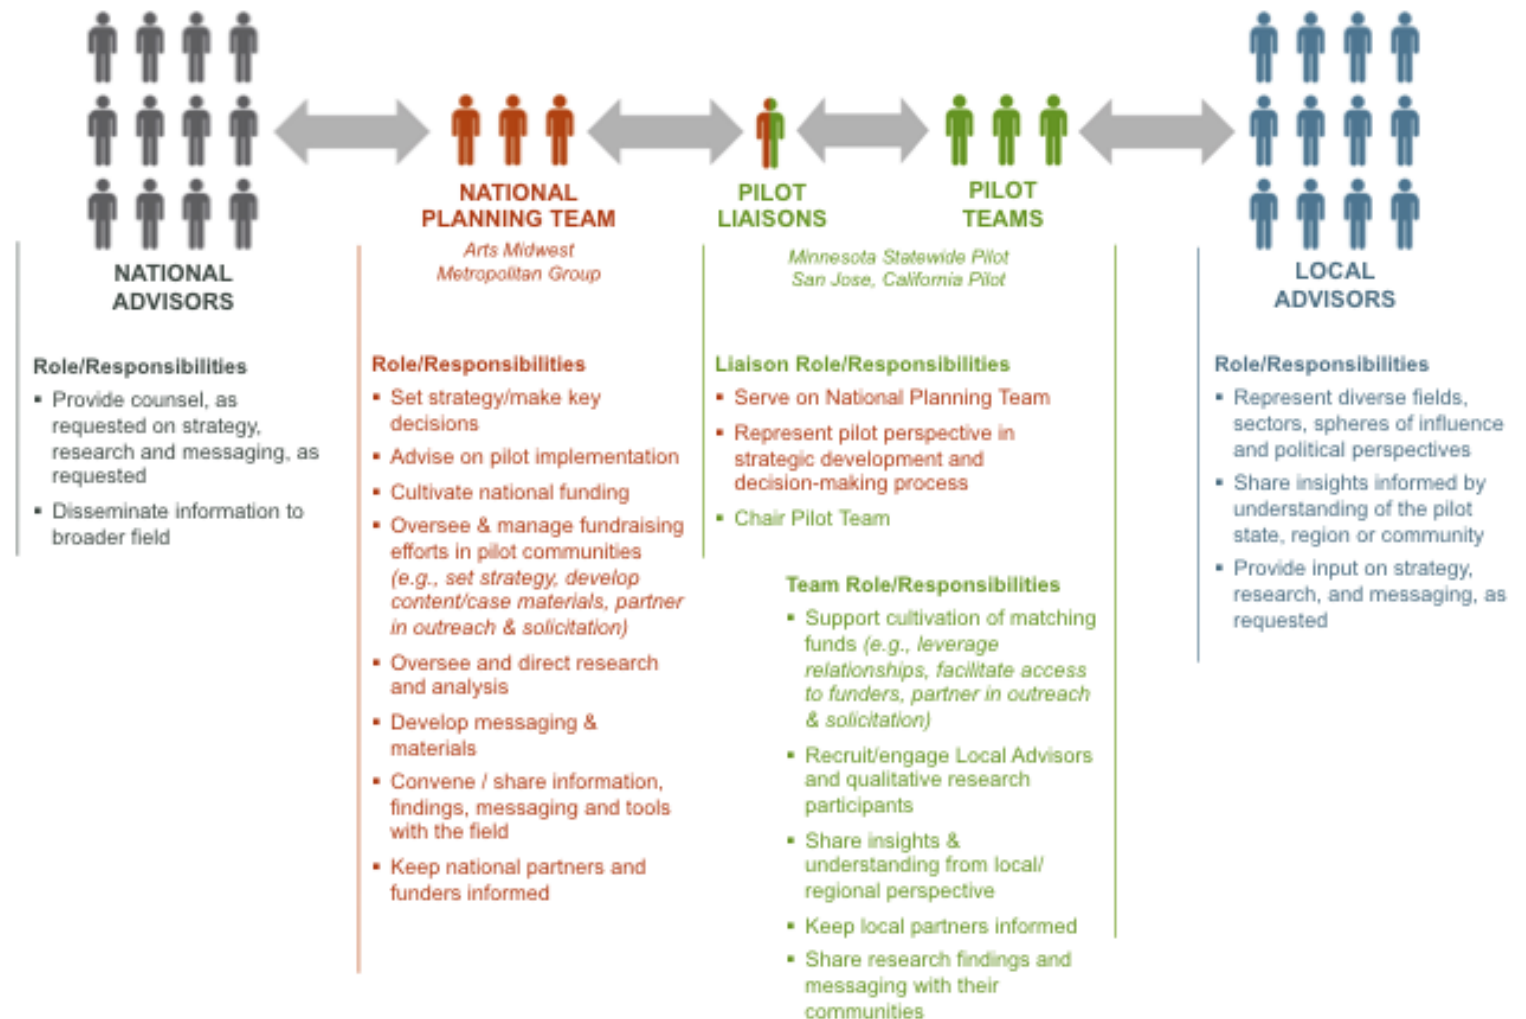 NATIONAL
ADVISORS
Role/Responsibilities
▪ Provide counsel, as
requested on strategy,
research and messaging, as
requested
▪ Disseminate information to
broader field
NATIONAL
PLANNING TEAM
Arts Midwest
Metropolitan Group
Role/Responsibilities
▪ Set strategy/make key
decisions
▪ Advise on pilot implementation
▪ Cultivate national funding
▪ Oversee & manage fundraising
efforts in pilot communities
(e.g., set strategy, develop
content/case materials, partner
in outreach & solicitation)
▪ Oversee and direct research
and analysis
▪ Develop messaging &
materials
▪ Convene / share information,
findings, messaging and tools
with the field
▪ Keep national partners and
funders informed
PILOT
LIAISONS
PILOT
TEAMS
Minnesota Statewide Pilot
San Jose, California Pilot
Liaison Role/Responsibilities
▪ Serve on National Planning Team
▪ Represent pilot perspective in
strategic development and
decision-making process
▪ Chair Pilot Team
Team Role/Responsibilities
▪ Support cultivation of matching
funds (e.g., leverage
relationships, facilitate access
to funders, partner in outreach
& solicitation)
▪ Recruit/engage Local Advisors
and qualitative research
participants
▪ Share insights &
understanding from local/
regional perspective
▪ Keep local partners informed
▪ Share research findings and
messaging with their
communities
LOCAL
ADVISORS
Role/Responsibilities
▪ Represent diverse fields,
sectors, spheres of influence
and political perspectives
▪ Share insights informed by
understanding of the pilot
state, region or community
▪ Provide input on strategy,
research, and messaging, as
requested